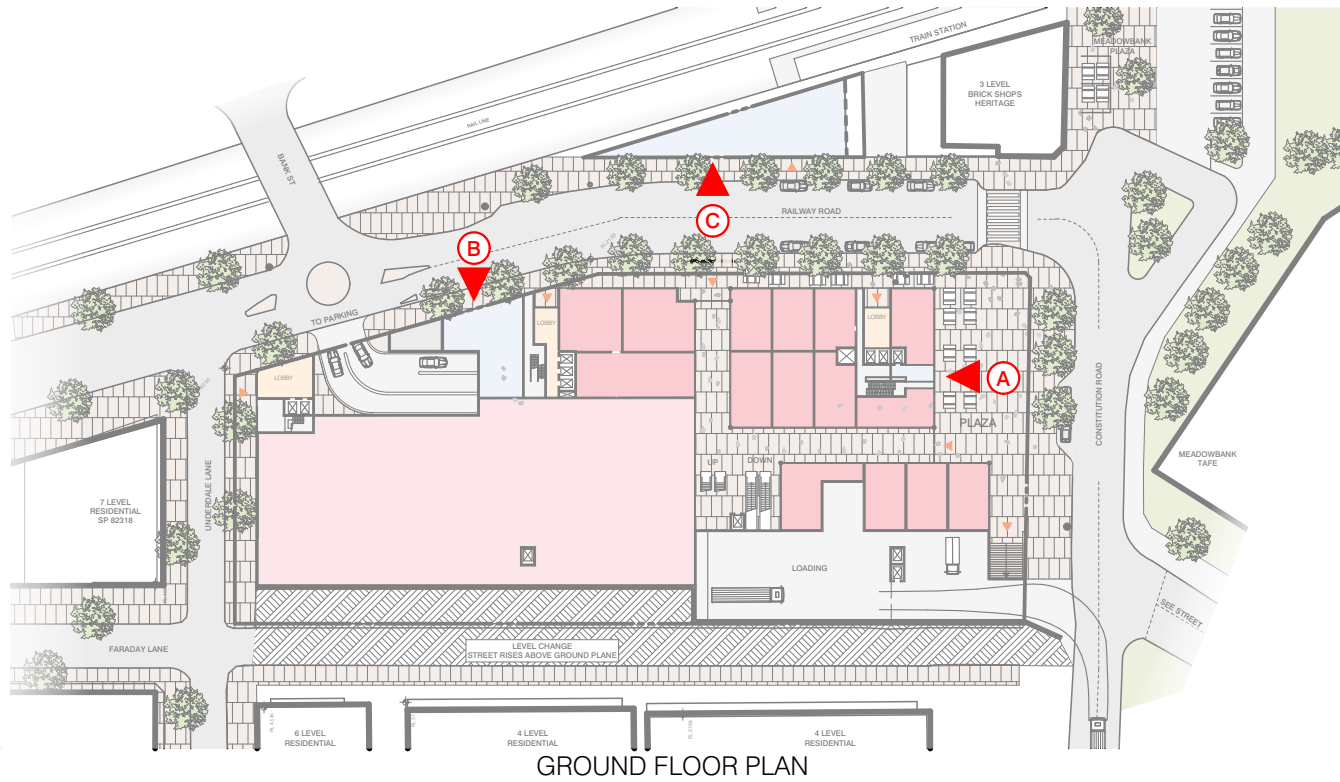 TRAIN STATION
MEADOWBANK
PLAZA
3 LEVEL
BRICK SHOPS
HERITAGE
RAIL LINE
BANK ST
RAILWAY ROAD
C
B
TO PARKING
LOBBY
LOBBY
LOBBY
A
PLAZA
CONSTITUTION ROAD
UP
DOWN
MEADOWBANK
TAFE
UNDERDALE LANE
7 LEVEL
RESIDENTIAL
SP 82318
LOADING
SEE STREET
FARADAY LANE
LEVEL CHANGE
STREET RISES ABOVE GROUND PLANE
6 LEVEL
RESIDENTIAL
4 LEVEL
RESIDENTIAL
4 LEVEL
RESIDENTIAL
GROUND FLOOR PLAN